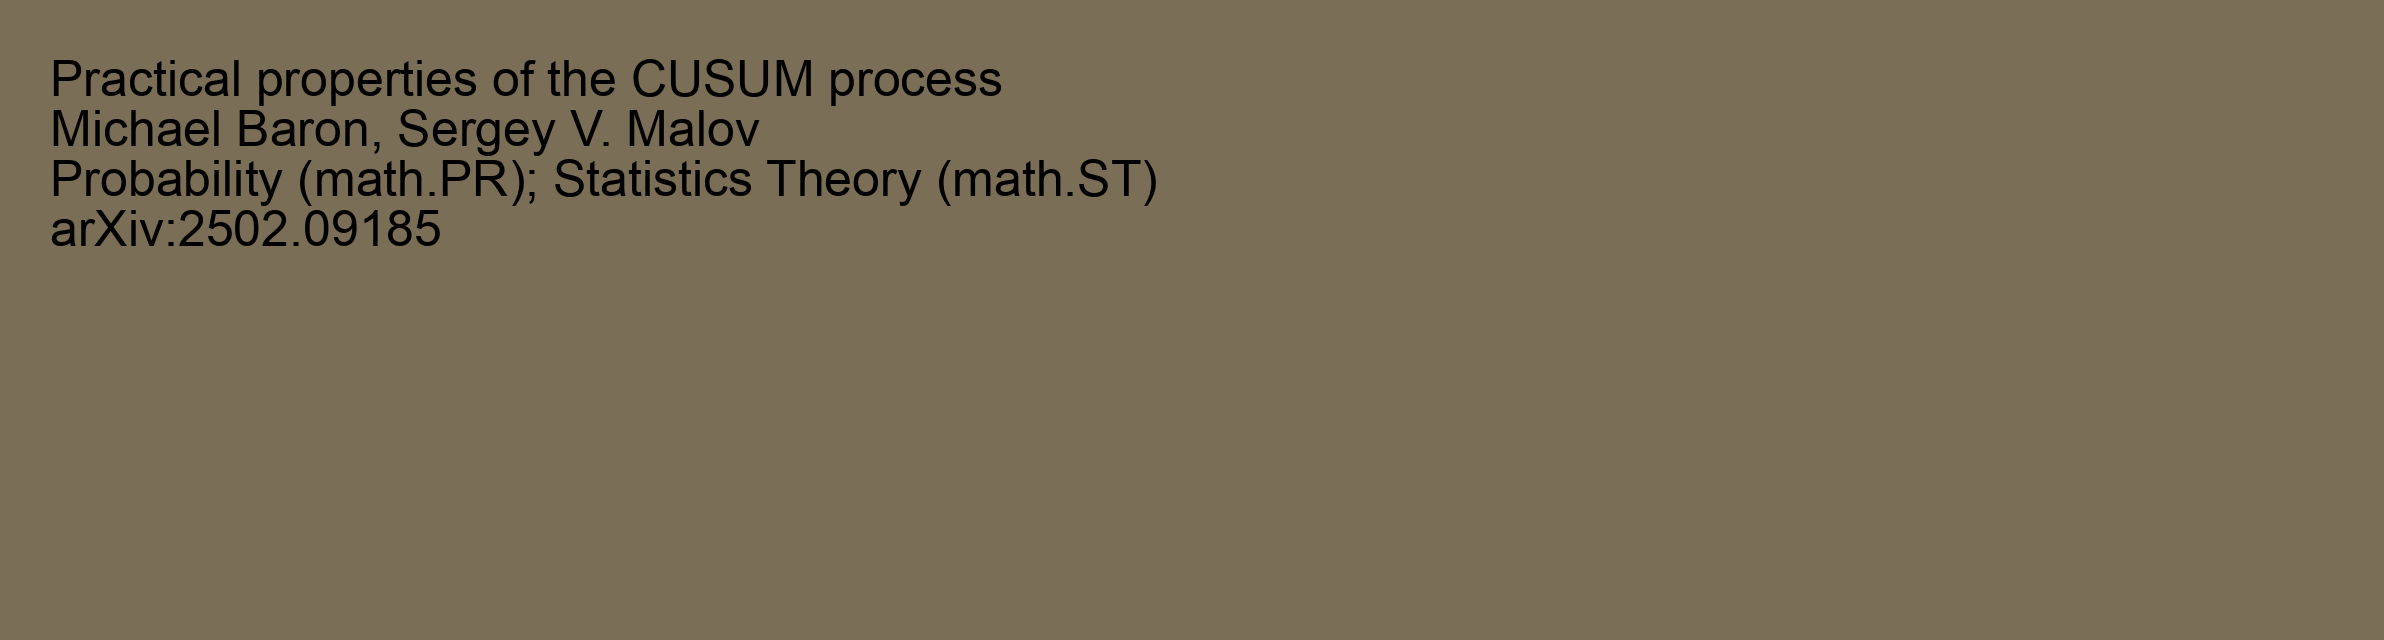 Practical properties of the CUSUM process
Michael Baron, Sergey V. Malov
Probability (math.PR); Statistics Theory (math.ST)
arXiv:2502.09185